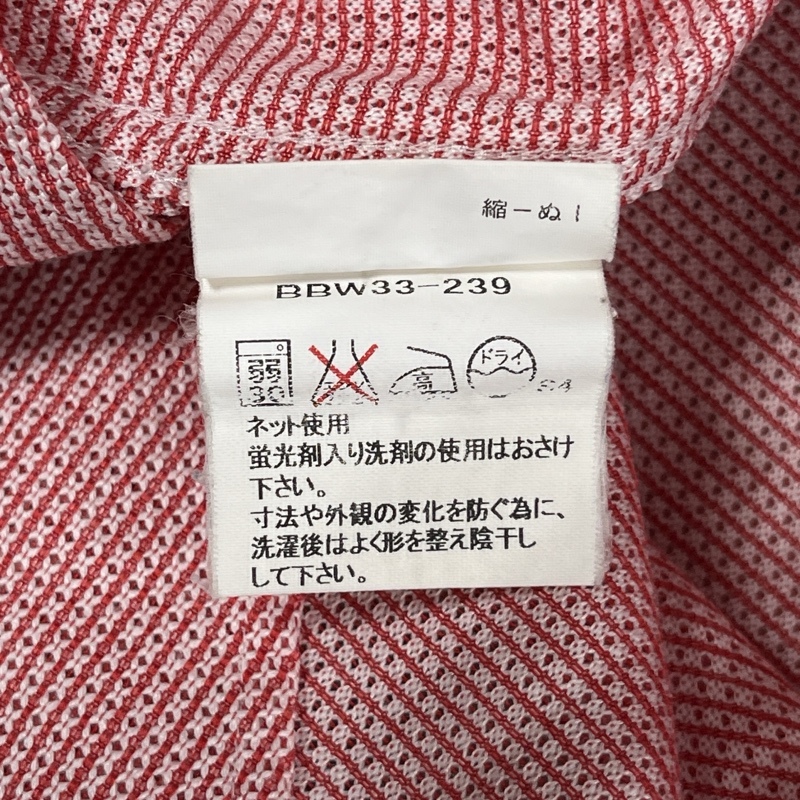 縮ーぬ I
BBW33-239
弱
30
高
ドライ
ネット使用
蛍光剤入り洗剤の使用はおさけ
下さい。
寸法や外観の変化を防ぐ為に、
洗濯後はよく形を整え陰干し
して下さい。